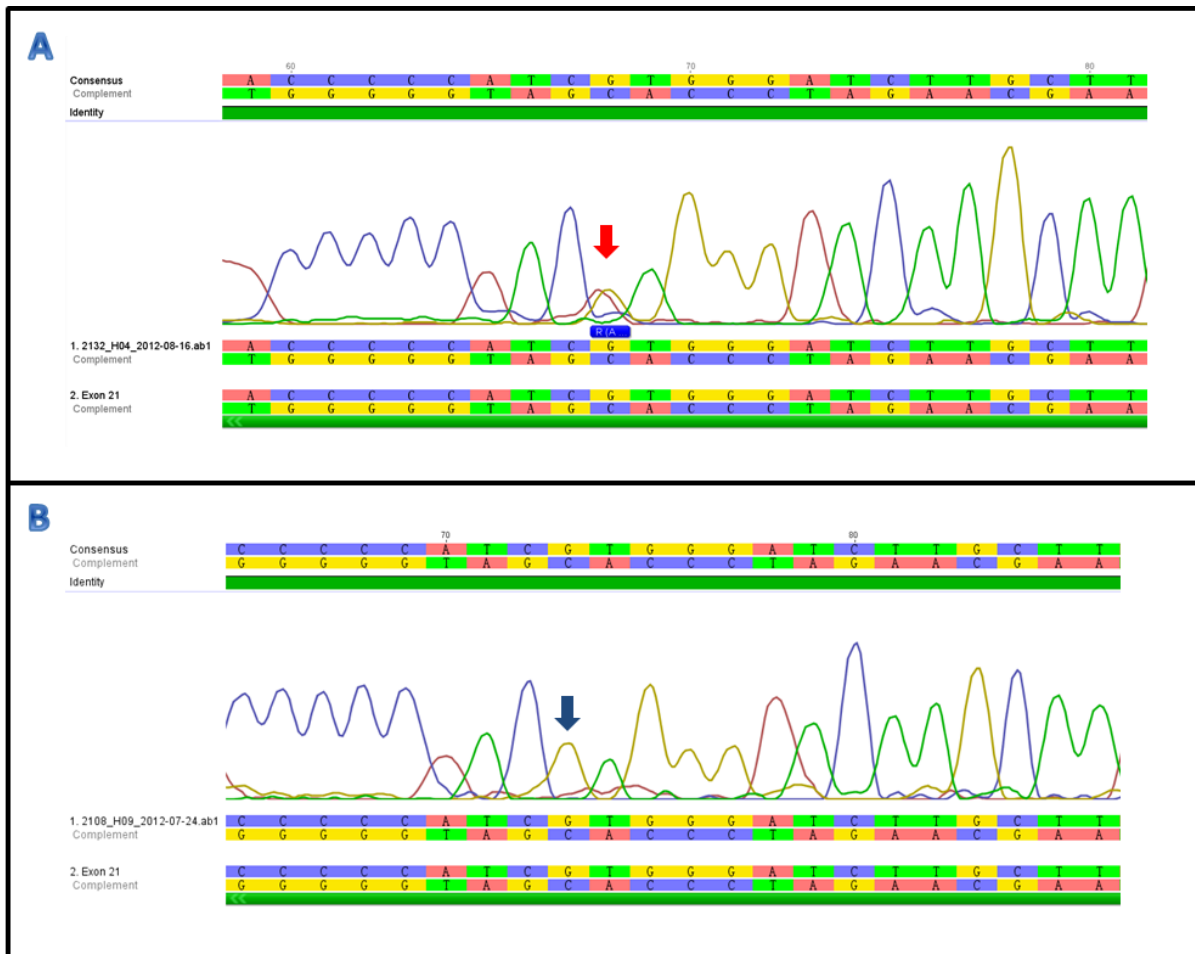 A
60 70 80
Consensus A C C C C C A T C G T G G G A T C T T G C T T
Complement T G G G G G T A G C A C C C T A G A A C G A A
Identity
R (A...
1. 2132_H04_2012-08-16.ab1 A C C C C C A T C G T G G G A T C T T G C T T
Complement T G G G G G T A G C A C C C T A G A A C G A A
2. Exon 21 A C C C C C A T C G T G G G A T C T T G C T T
Complement T G G G G G T A G C A C C C T A G A A C G A A
B
70 80
Consensus C C C C C A T C G T G G G A T C T T G C T T
Complement G G G G G T A G C A C C C T A G A A C G A A
Identity
1. 2108_H09_2012-07-24.ab1 C C C C C A T C G T G G G A T C T T G C T T
Complement G G G G G T A G C A C C C T A G A A C G A A
2. Exon 21 C C C C C A T C G T G G G A T C T T G C T T
Complement G G G G G T A G C A C C C T A G A A C G A A